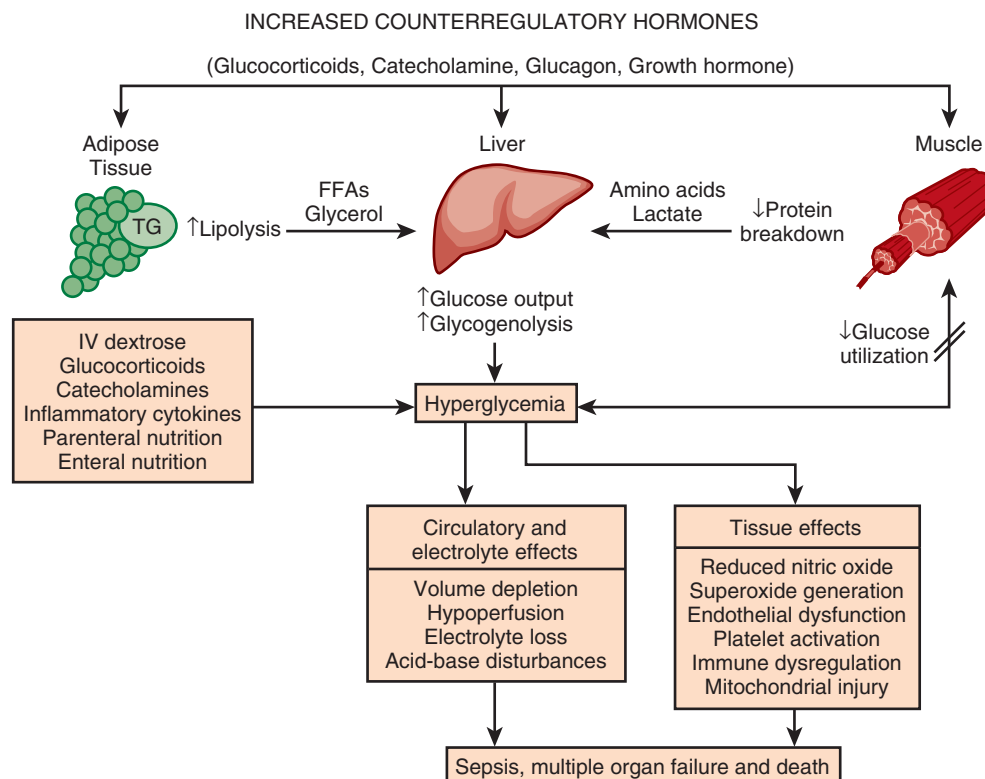 INCREASED COUNTERREGULATORY HORMONES
(Glucocorticoids, Catecholamine, Glucagon, Growth hormone)
Adipose
Tissue
Liver
Muscle
TG
↑Lipolysis
FFAs
Glycerol
Amino acids
Lactate
↓Protein
breakdown
↑Glucose output
↑Glycogenolysis
↓Glucose
utilization
IV dextrose
Glucocorticoids
Catecholamines
Inflammatory cytokines
Parenteral nutrition
Enteral nutrition
Hyperglycemia
Circulatory and
electrolyte effects
Volume depletion
Hypoperfusion
Electrolyte loss
Acid-base disturbances
Tissue effects
Reduced nitric oxide
Superoxide generation
Endothelial dysfunction
Platelet activation
Immune dysregulation
Mitochondrial injury
Sepsis, multiple organ failure and death